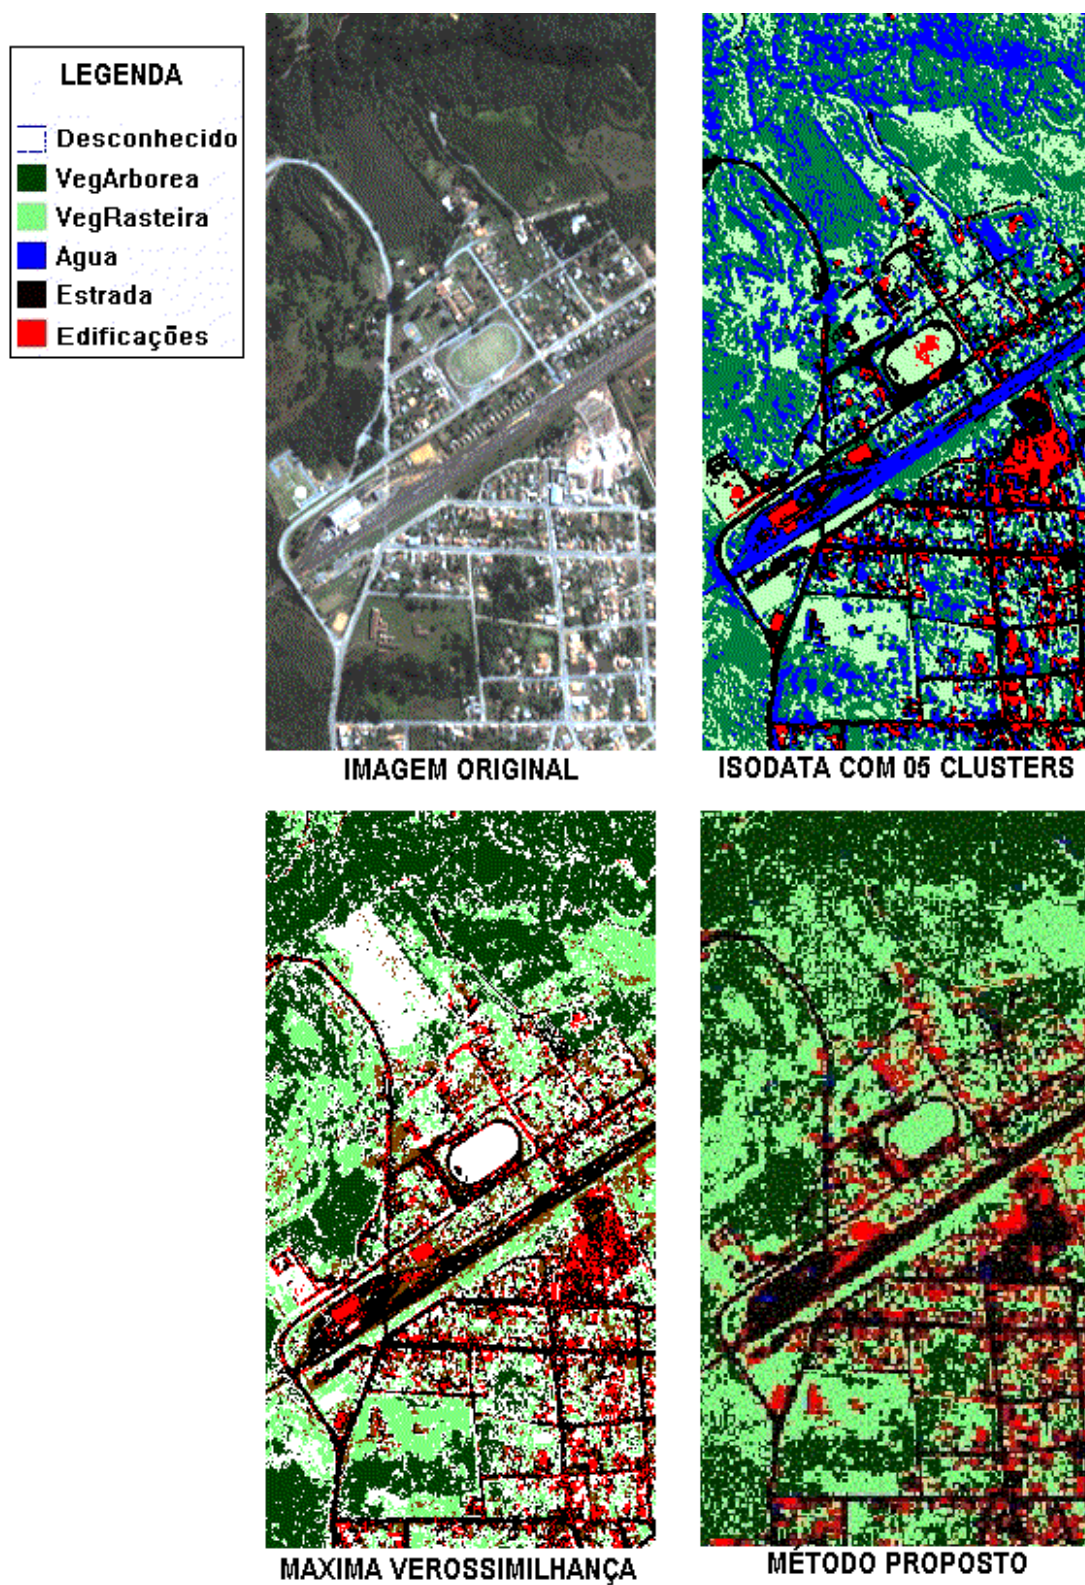 LEGENDA
Desconhecido
VegArborea
VegRasteira
Agua
Estrada
Edificações
IMAGEM ORIGINAL
ISODATA COM 05 CLUSTERS
MAXIMA VEROSSIMILHANÇA
MÉTODO PROPOSTO